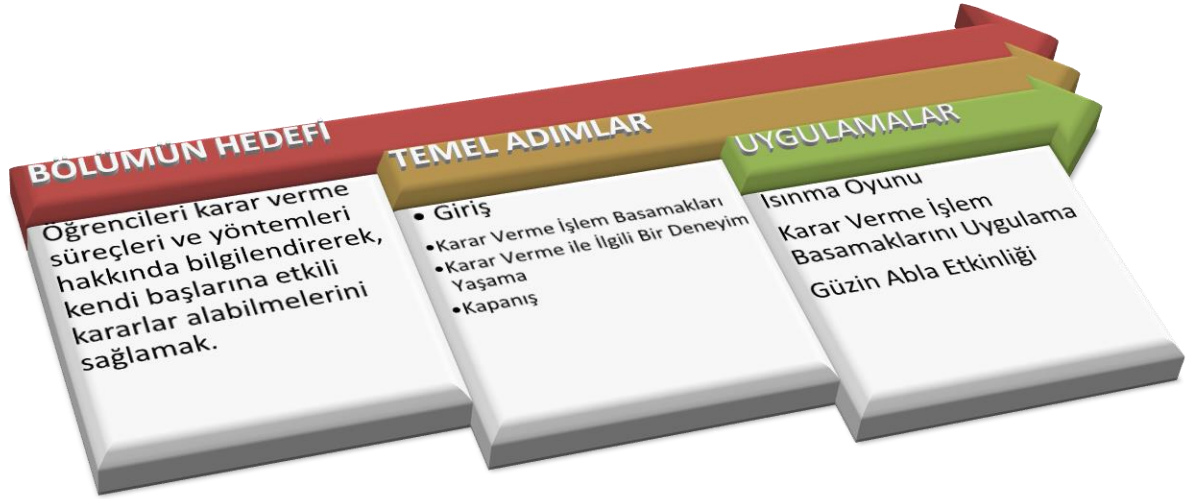 BÖLÜMÜN HEDEFİ
Öğrencileri karar verme
süreçleri ve yöntemleri
hakkında bilgilendirerek,
kendi başlarına etkili
kararlar alabilmelerini
sağlamak.
TEMEL ADIMLAR
• Giriş
•Karar Verme İşlem Basamakları
•Karar Verme ile İlgili Bir Deneyim
Yaşama
•Kapanış
UYGULAMALAR
Isınma Oyunu
Karar Verme İşlem
Basamaklarını Uygulama
Güzin Abla Etkinliği